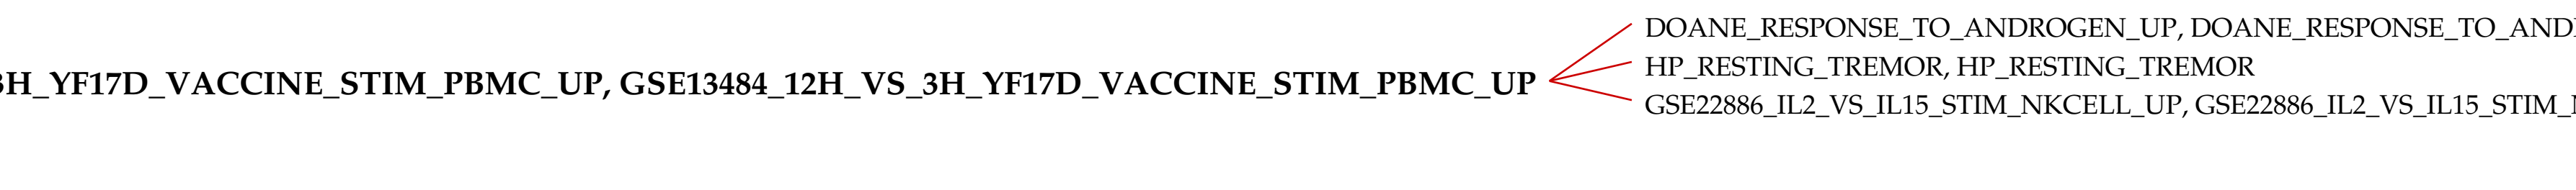 DOANE_RESPONSE_TO_ANDROGEN_UP, DOANE_RESPONSE_TO_AND
HP_RESTING_TREMOR, HP_RESTING_TREMOR
3H_YF17D_VACCINE_STIM_PBMC_UP, GSE13484_12H_VS_3H_YF17D_VACCINE_STIM_PBMC_UP
GSE22886_IL2_VS_IL15_STIM_NKCELL_UP, GSE22886_IL2_VS_IL15_STIM_